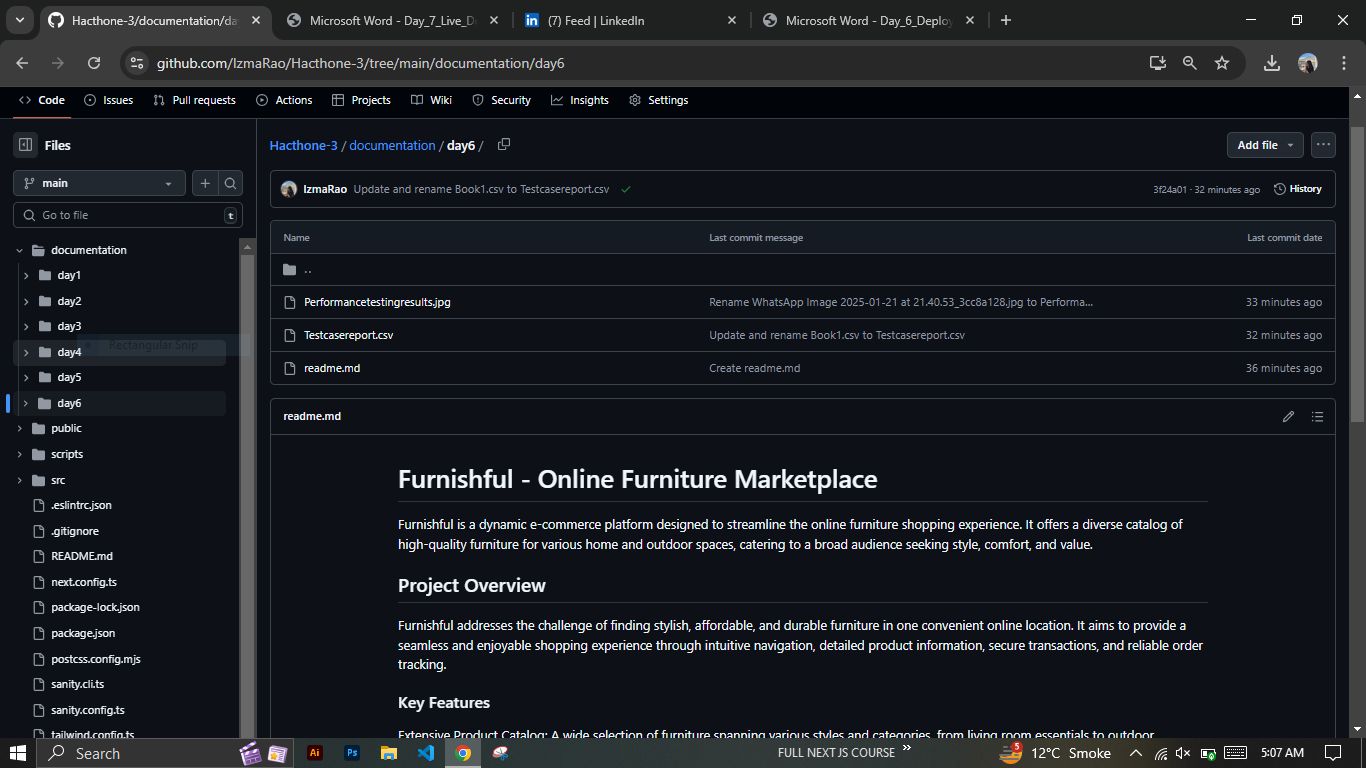 Hacthone-3/documentation/da
Microsoft Word - Day_7_Live_D
(7) Feed | LinkedIn
Microsoft Word - Day_6_Deploy
github.com/IzmaRao/Hacthone-3/tree/main/documentation/day6
Code
Issues
Pull requests
Actions
Projects
Wiki
Security
Insights
Settings
Files
main
Go to file
t
documentation
day1
day2
day3
Rectangular Snip
day4
day5
day6
public
scripts
src
.eslintrc.json
.gitignore
README.md
next.config.ts
package-lock.json
package.json
postcss.config.mjs
sanity.cli.ts
sanity.config.ts
tailwind.config.ts
Hacthone-3 / documentation / day6 /
Add file
IzmaRao Update and rename Book1.csv to Testcasereport.csv
3f24a01 · 32 minutes ago
History
Name Last commit message Last commit date
..
Performancetestingresults.jpg Rename WhatsApp Image 2025-01-21 at 21.40.53_3cc8a128.jpg to Performa... 33 minutes ago
Testcasereport.csv Update and rename Book1.csv to Testcasereport.csv 32 minutes ago
readme.md Create readme.md 36 minutes ago
readme.md
Furnishful - Online Furniture Marketplace
Furnishful is a dynamic e-commerce platform designed to streamline the online furniture shopping experience. It offers a diverse catalog of
high-quality furniture for various home and outdoor spaces, catering to a broad audience seeking style, comfort, and value.
Project Overview
Furnishful addresses the challenge of finding stylish, affordable, and durable furniture in one convenient online location. It aims to provide a
seamless and enjoyable shopping experience through intuitive navigation, detailed product information, secure transactions, and reliable order
tracking.
Key Features
Extensive Product Catalog: A wide selection of furniture spanning various styles and categories, from living room essentials to outdoor
Search
Ai
Ps
FULL NEXT JS COURSE
5
12°C Smoke
5:07 AM